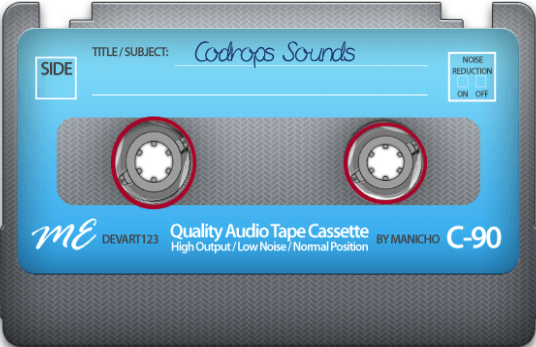 TITLE / SUBJECT: Codrops Sounds
SIDE
NOISE
REDUCTION
ON OFF
ME DEVART123
Quality Audio Tape Cassette
High Output / Low Noise / Normal Position
BY MANICHO C-90